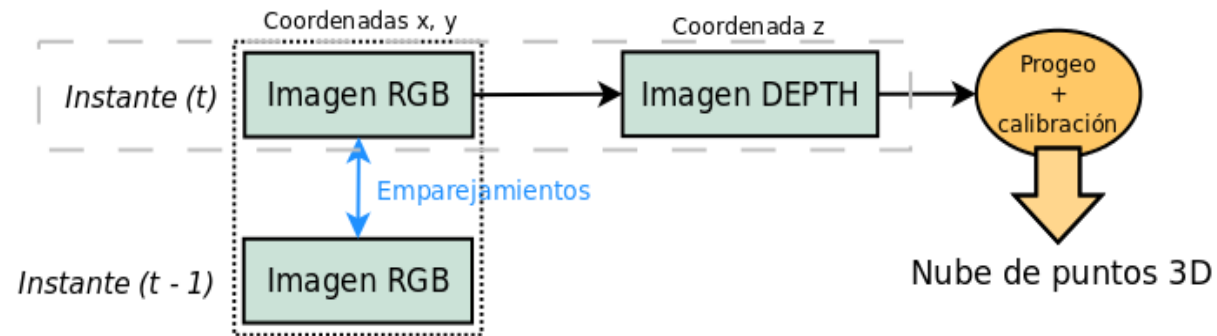 Coordenadas x, y
Coordenada z
Instante (t)
Imagen RGB
Imagen DEPTH
Progeo
+
calibración
Emparejamientos
Instante (t - 1)
Imagen RGB
Nube de puntos 3D